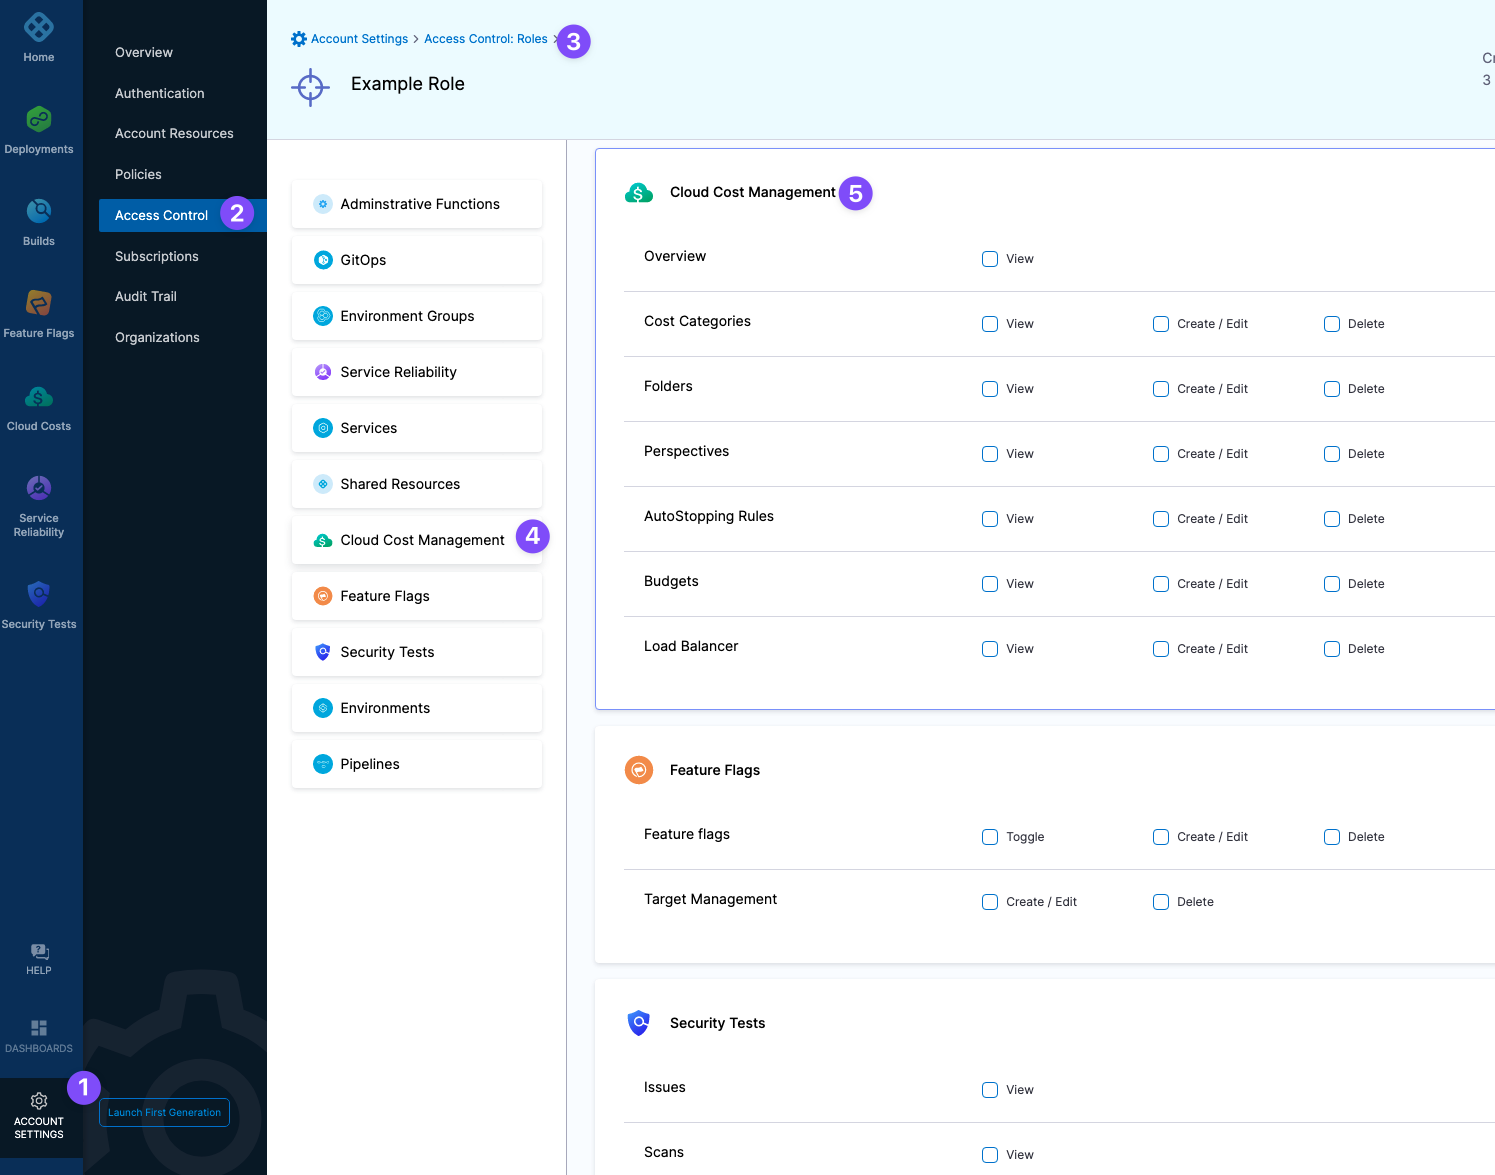 Home
Deployments
Builds
Feature Flags
Cloud Costs
Service
Reliability
Security Tests
HELP
DASHBOARDS
1
ACCOUNT
SETTINGS
Overview
Authentication
Account Resources
Policies
Access Control 2
Subscriptions
Audit Trail
Organizations
Launch First Generation
Account Settings > Access Control: Roles > 3
Example Role
Cr
3
Adminstrative Functions
GitOps
Environment Groups
Service Reliability
Services
Shared Resources
Cloud Cost Management 4
Feature Flags
Security Tests
Environments
Pipelines
Cloud Cost Management 5
Overview View
Cost Categories View Create / Edit Delete
Folders View Create / Edit Delete
Perspectives View Create / Edit Delete
AutoStopping Rules View Create / Edit Delete
Budgets View Create / Edit Delete
Load Balancer View Create / Edit Delete
Feature Flags
Feature flags Toggle Create / Edit Delete
Target Management Create / Edit Delete
Security Tests
Issues View
Scans View